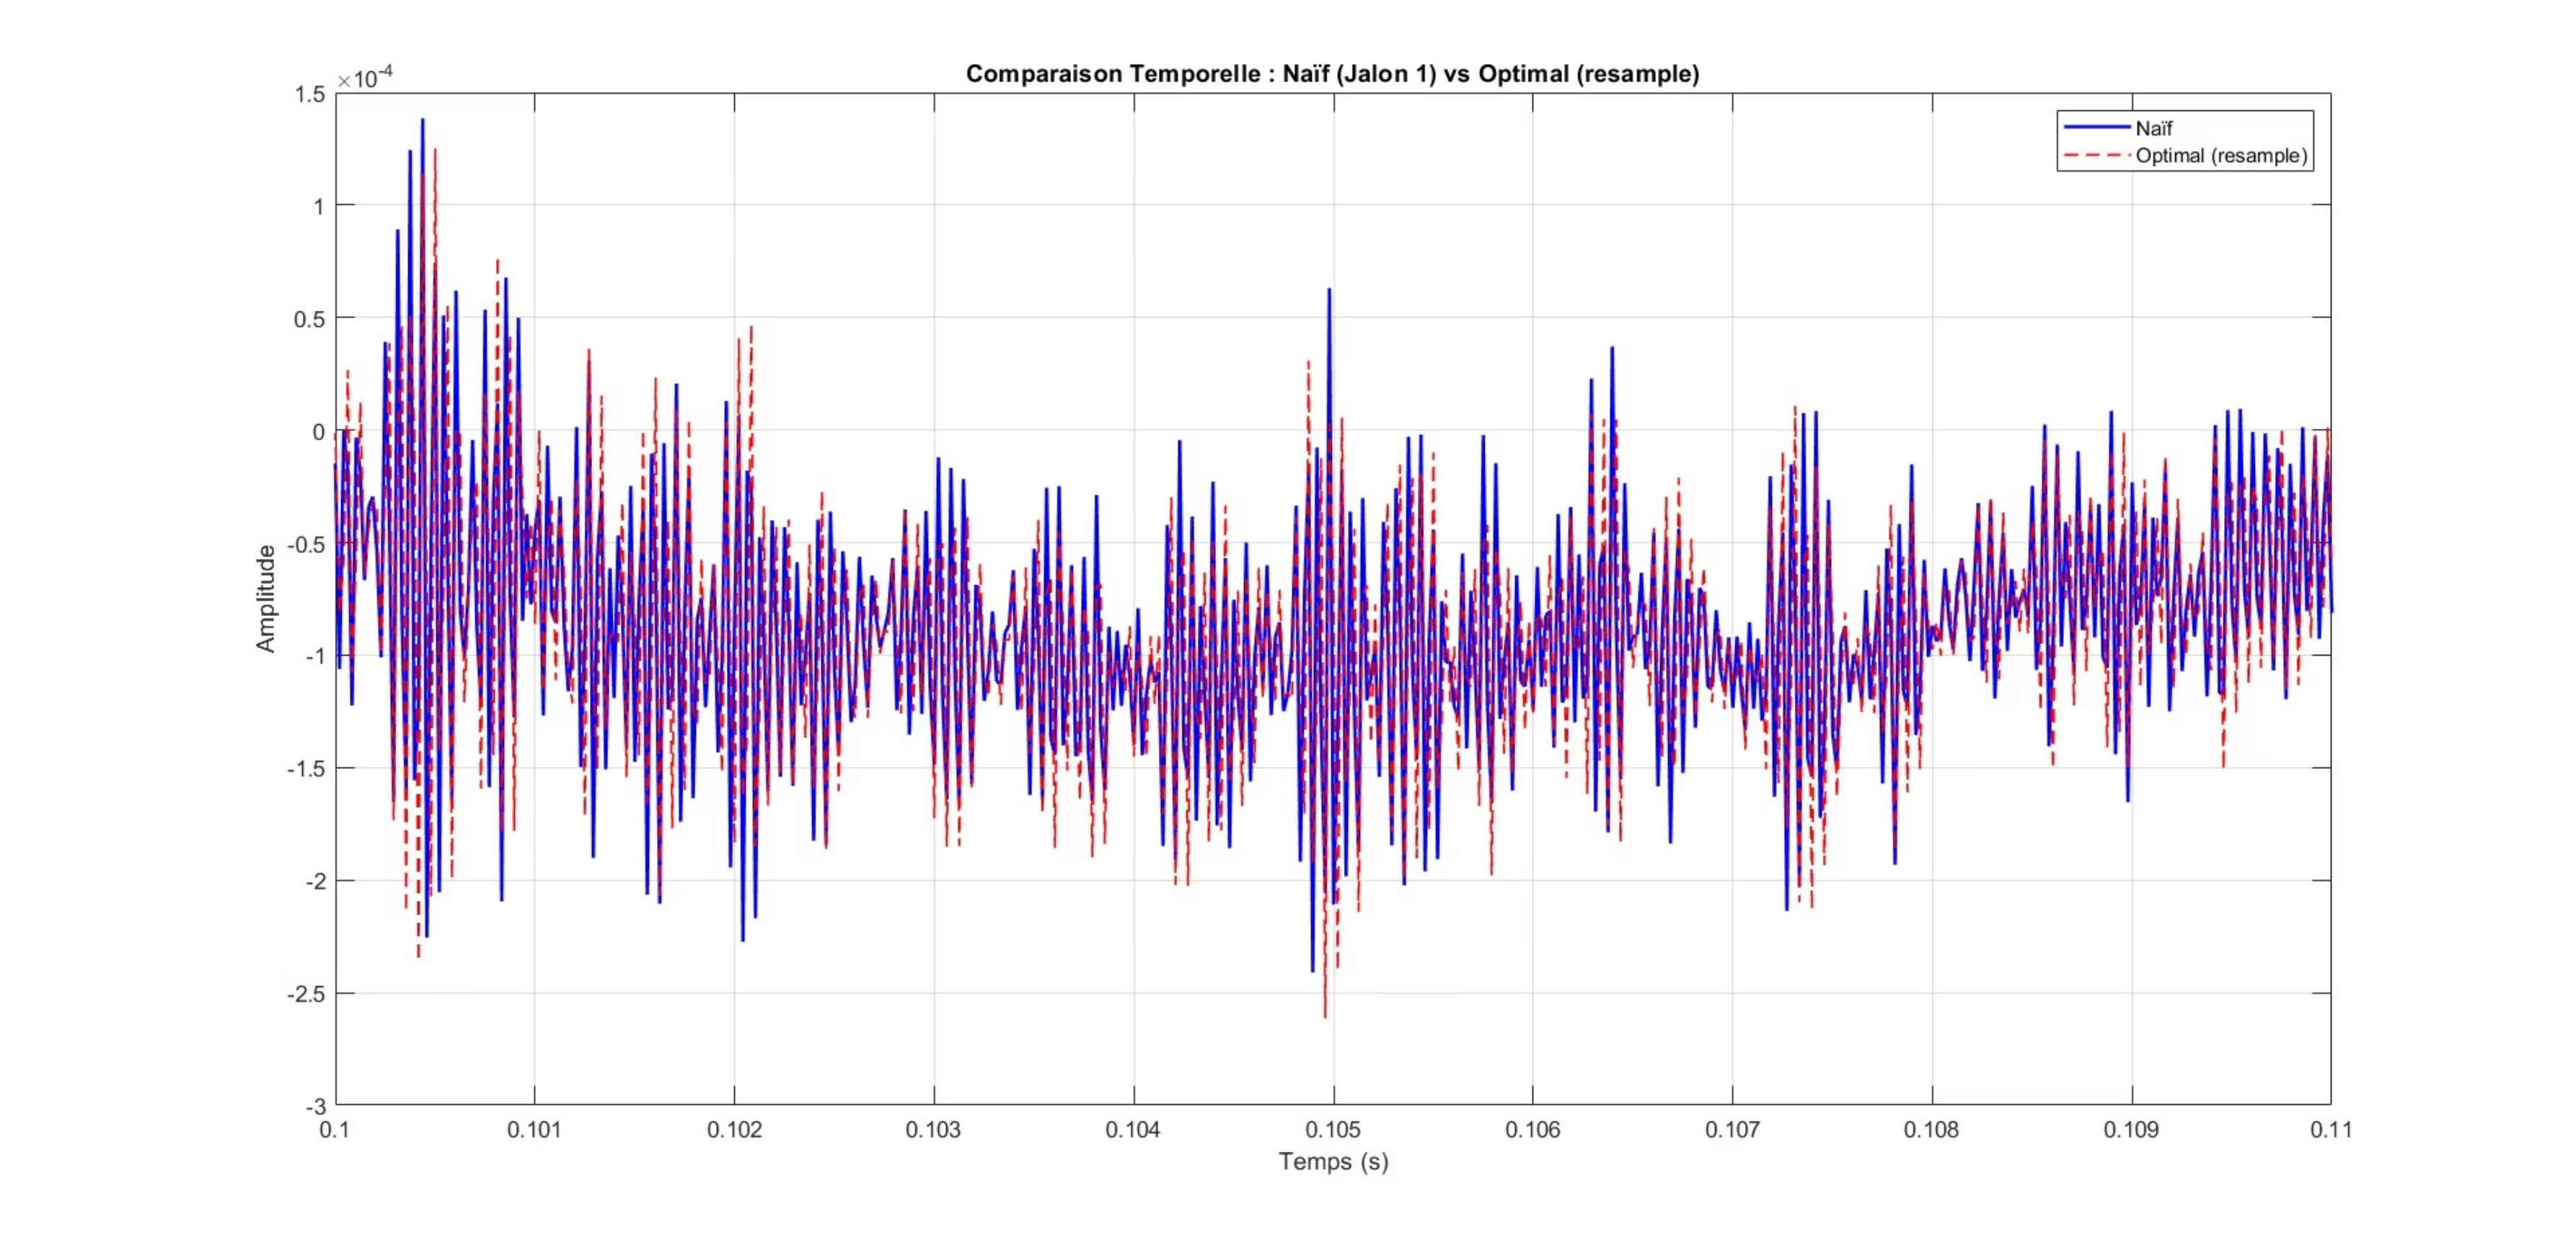 Comparaison Temporelle : Naïf (Jalon 1) vs Optimal (resample)
×10-4
1.5
1
0.5
0
-0.5
-1
-1.5
-2
-2.5
-3
Amplitude
Naïf
Optimal (resample)
0.1 0.101 0.102 0.103 0.104 0.105 0.106 0.107 0.108 0.109 0.11
Temps (s)